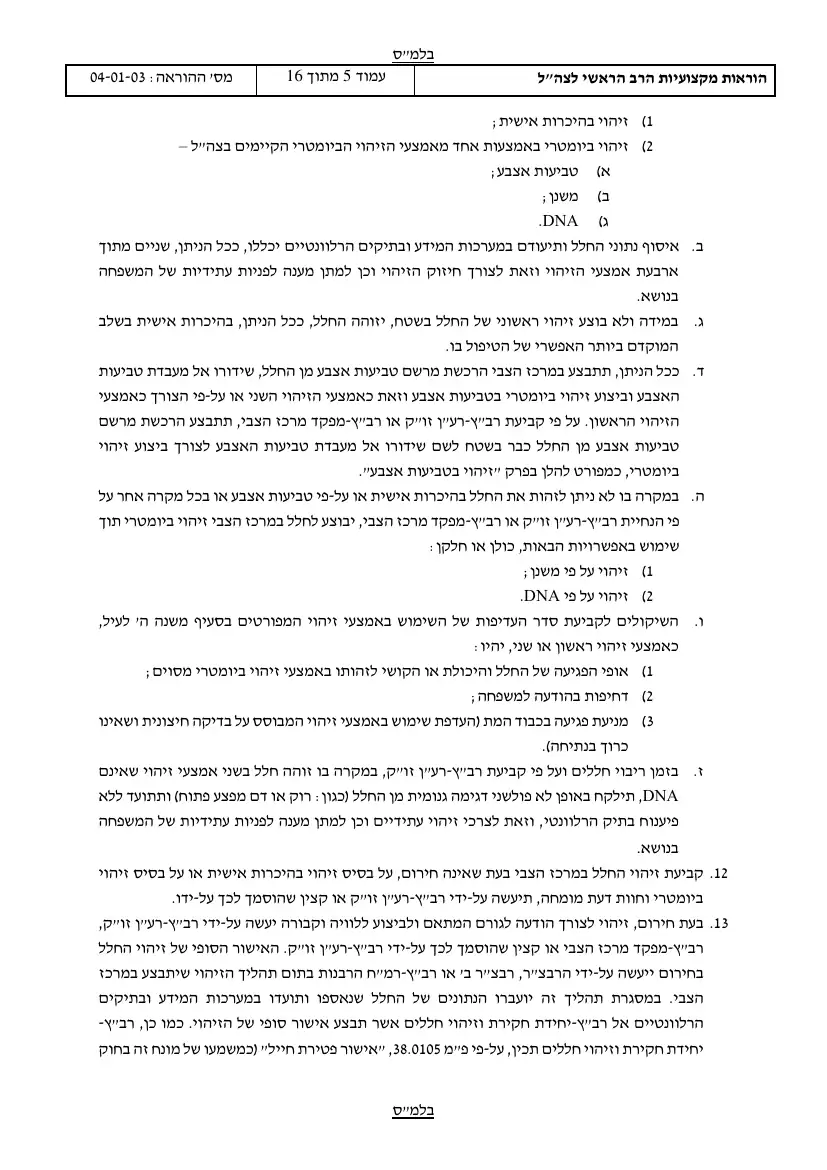 בלמ״ס
הוראות מקצועיות הרב הראשי לצה״ל עמוד 5 מתוך 16 מס׳ ההוראה: 04-01-03
1) זיהוי בהיכרות אישית;
2) זיהוי ביומטרי באמצעות אחד מאמצעי הזיהוי הביומטרי הקיימים בצה״ל –
א) טביעות אצבע;
ב) משנן;
ג) DNA.
ב. איסוף נתוני החלל ותיעודם במערכות המידע ובתיקים הרלוונטיים יכללו, ככל הניתן, שניים מתוך
ארבעת אמצעי הזיהוי וזאת לצורך חיזוק הזיהוי וכן למתן מענה לפניות עתידיות של המשפחה
בנושא.
ג. במידה ולא בוצע זיהוי ראשוני של החלל בשטח, יזוהה החלל, ככל הניתן, בהיכרות אישית בשלב
המוקדם ביותר האפשרי של הטיפול בו.
ד. ככל הניתן, תתבצע במרכז הצבי הרכשת מרשם טביעות אצבע מן החלל, שידורו אל מעבדת טביעות
האצבע וביצוע זיהוי ביומטרי בטביעות אצבע וזאת כאמצעי הזיהוי השני או על-פי הצורך כאמצעי
הזיהוי הראשון. על פי קביעת רב״ץ-רע״ן זו״ק או רב״ץ-מפקד מרכז הצבי, תתבצע הרכשת מרשם
טביעות אצבע מן החלל כבר בשטח לשם שידורו אל מעבדת טביעות האצבע לצורך ביצוע זיהוי
ביומטרי, כמפורט להלן בפרק ״זיהוי בטביעות אצבע״.
ה. במקרה בו לא ניתן לזהות את החלל בהיכרות אישית או על-פי טביעות אצבע או בכל מקרה אחר על
פי הנחיית רב״ץ-רע״ן זו״ק או רב״ץ-מפקד מרכז הצבי, יבוצע לחלל במרכז הצבי זיהוי ביומטרי תוך
שימוש באפשרויות הבאות, כולן או חלקן:
1) זיהוי על פי משנן;
2) זיהוי על פי DNA.
ו. השיקולים לקביעת סדר העדיפות של השימוש באמצעי זיהוי המפורטים בסעיף משנה ה׳ לעיל,
כאמצעי זיהוי ראשון או שני, יהיו:
1) אופי הפגיעה של החלל והיכולת או הקושי לזהותו באמצעי זיהוי ביומטרי מסוים;
2) דחיפות בהודעה למשפחה;
3) מניעת פגיעה בכבוד המת (העדפת שימוש באמצעי זיהוי המבוסס על בדיקה חיצונית ושאינו
כרוך בנתיחה).
ז. בזמן ריבוי חללים ועל פי קביעת רב״ץ-רע״ן זו״ק, במקרה בו זוהה חלל בשני אמצעי זיהוי שאינם
DNA, תילקח באופן לא פולשני דגימה גנומית מן החלל (כגון: רוק או דם מפצע פתוח) ותתועד ללא
פיענוח בתיק הרלוונטי, וזאת לצרכי זיהוי עתידיים וכן למתן מענה לפניות עתידיות של המשפחה
בנושא.
12. קביעת זיהוי החלל במרכז הצבי בעת שאינה חירום, על בסיס זיהוי בהיכרות אישית או על בסיס זיהוי
ביומטרי וחוות דעת מומחה, תיעשה על-ידי רב״ץ-רע״ן זו״ק או קצין שהוסמך לכך על-ידו.
13. בעת חירום, זיהוי לצורך הודעה לגורם המתאם ולביצוע ללוויה וקבורה יעשה על-ידי רב״ץ-רע״ן זו״ק,
רב״ץ-מפקד מרכז הצבי או קצין שהוסמך לכך על-ידי רב״ץ-רע״ן זו״ק. האישור הסופי של זיהוי החלל
בחירום ייעשה על-ידי הרבצ״ר, רבצ״ר ב׳ או רב״ץ-רמ״ח הרבנות בתום תהליך הזיהוי שיתבצע במרכז
הצבי. במסגרת תהליך זה יועברו הנתונים של החלל שנאספו ותועדו במערכות המידע ובתיקים
הרלוונטיים אל רב״ץ-יחידת חקירת וזיהוי חללים אשר תבצע אישור סופי של הזיהוי. כמו כן, רב״ץ-
יחידת חקירת וזיהוי חללים תכין, על-פי פ״מ 38.0105, ״אישור פטירת חייל״ (כמשמעו של מונח זה בחוק
בלמ״ס